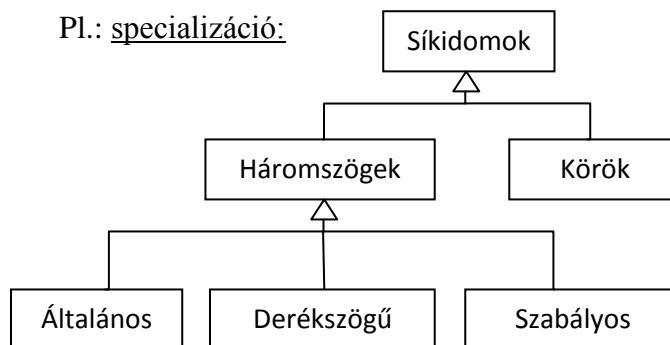 Pl.: specializáció:
Síkidomok
Háromszögek
Körök
Általános
Derékszögű
Szabályos